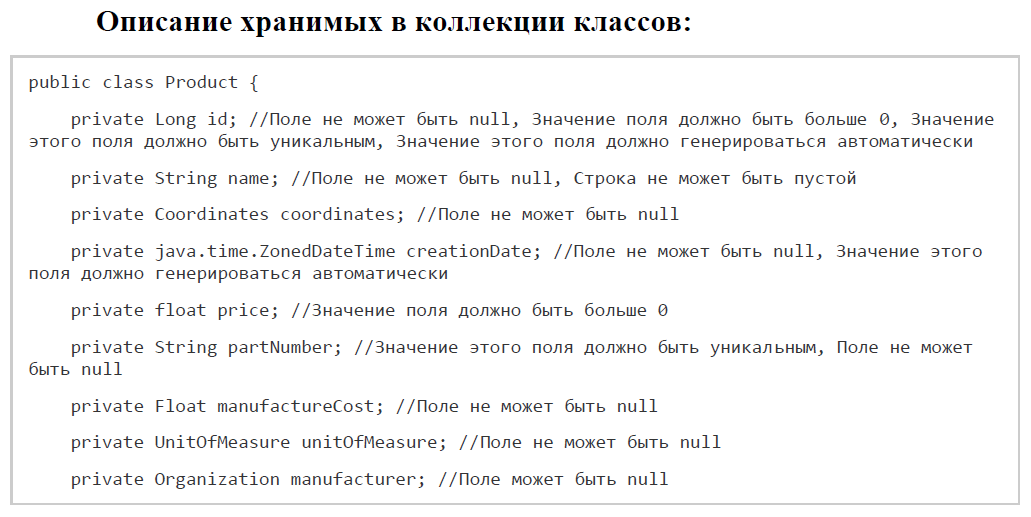 Описание хранимых в коллекции классов:
public class Product {
private Long id; //Поле не может быть null, Значение поля должно быть больше 0, Значение
этого поля должно быть уникальным, Значение этого поля должно генерироваться автоматически
private String name; //Поле не может быть null, Строка не может быть пустой
private Coordinates coordinates; //Поле не может быть null
private java.time.ZonedDateTime creationDate; //Поле не может быть null, Значение этого
поля должно генерироваться автоматически
private float price; //Значение поля должно быть больше 0
private String partNumber; //Значение этого поля должно быть уникальным, Поле не может
быть null
private Float manufactureCost; //Поле не может быть null
private UnitOfMeasure unitOfMeasure; //Поле не может быть null
private Organization manufacturer; //Поле может быть null